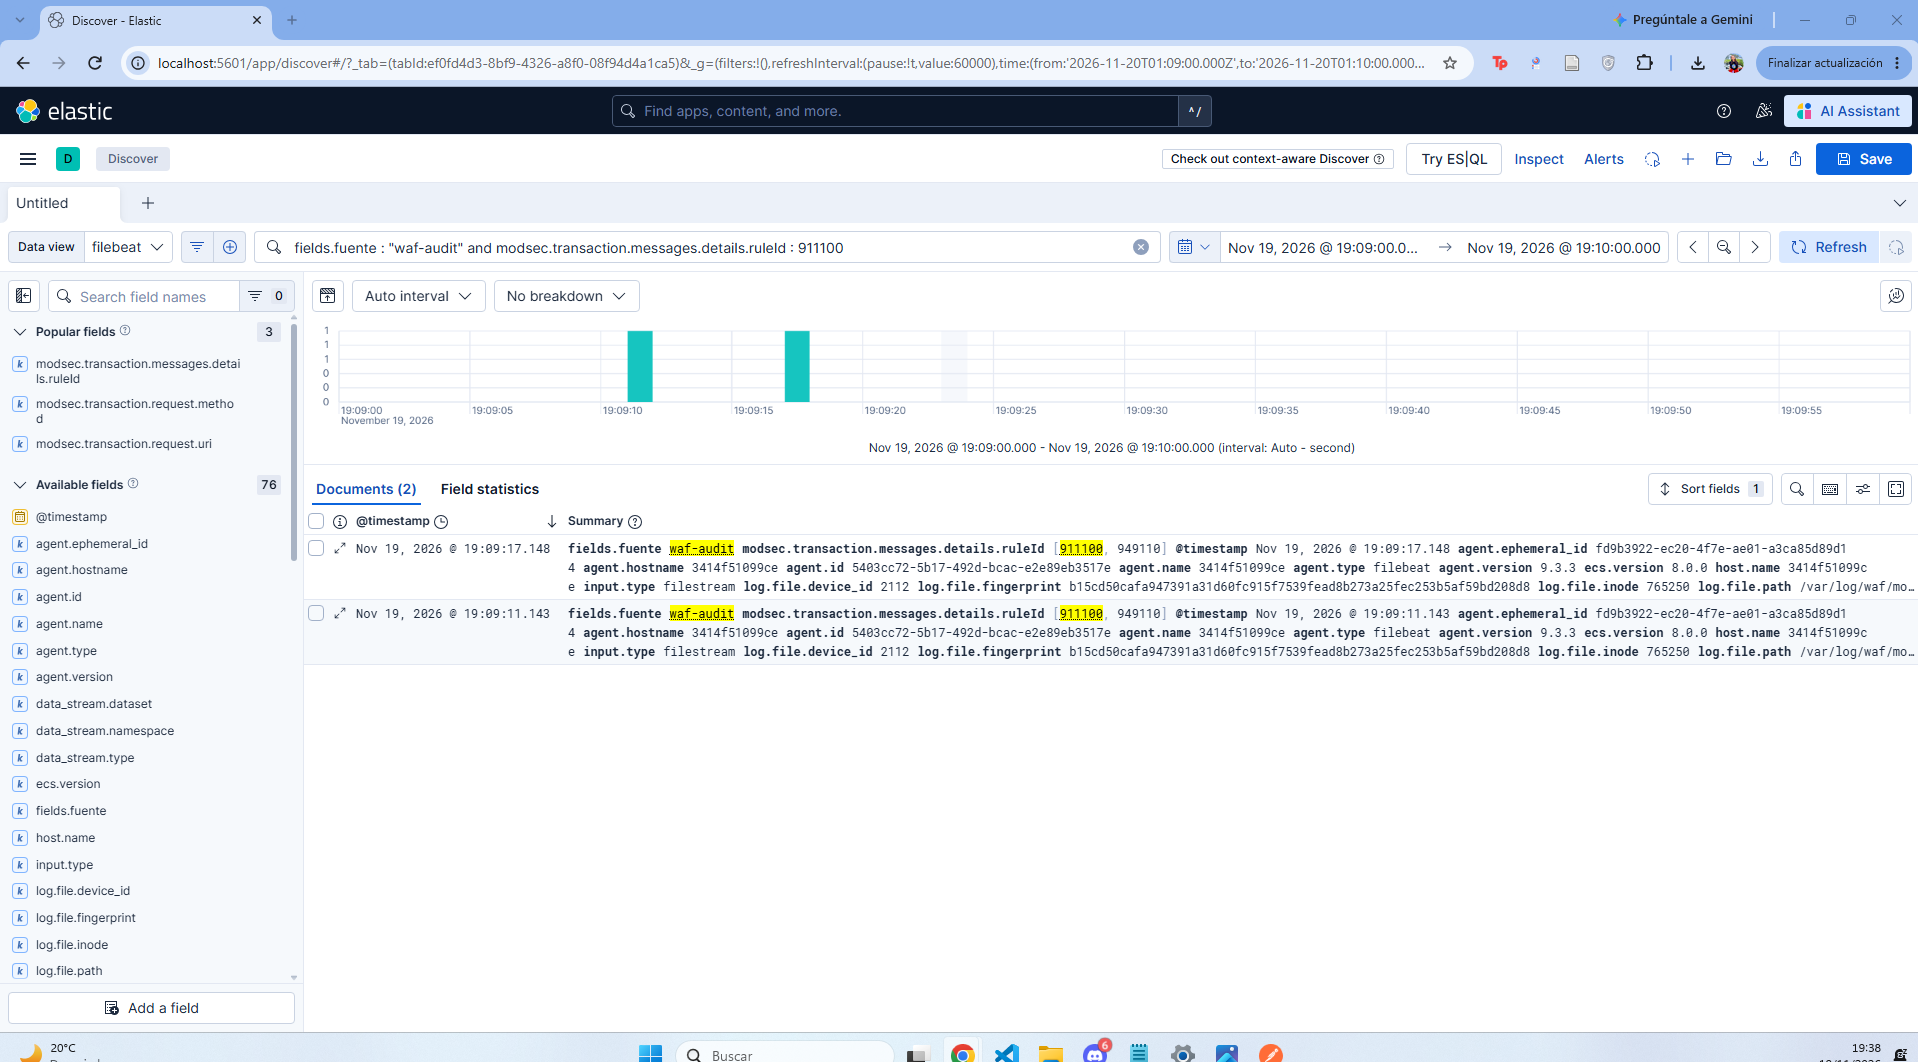 Discover - Elastic
Pregúntale a Gemini
localhost:5601/app/discover#/?_tab=(tabId:ef0fd4d3-8bf9-4326-a8f0-08f94d4a1ca5)&_g=(filters:!(),refreshInterval:(pause:!t,value:60000),time:(from:'2026-11-20T01:09:00.000Z',to:'2026-11-20T01:10:00.000...
Finalizar actualización
elastic
Find apps, content, and more.
^ /
AI Assistant
D
Discover
Check out context-aware Discover
Try ES|QL
Inspect
Alerts
Save
Untitled
Data view
filebeat
fields.fuente : "waf-audit" and modsec.transaction.messages.details.ruleId : 911100
Nov 19, 2026 @ 19:09:00.0...
Nov 19, 2026 @ 19:10:00.000
Refresh
Search field names
0
Auto interval
No breakdown
Popular fields
3
modsec.transaction.messages.detai
ls.ruleId
modsec.transaction.request.metho
d
modsec.transaction.request.uri
Available fields
76
@timestamp
agent.ephemeral_id
agent.hostname
agent.id
agent.name
agent.type
agent.version
data_stream.dataset
data_stream.namespace
data_stream.type
ecs.version
fields.fuente
host.name
input.type
log.file.device_id
log.file.fingerprint
log.file.inode
log.file.path
Add a field
1
1
1
0
0
0
19:09:00
19:09:05
19:09:10
19:09:15
19:09:20
19:09:25
19:09:30
19:09:35
19:09:40
19:09:45
19:09:50
19:09:55
November 19, 2026
Nov 19, 2026 @ 19:09:00.000 - Nov 19, 2026 @ 19:10:00.000 (interval: Auto - second)
Documents (2)
Field statistics
Sort fields 1
@timestamp
Summary
Nov 19, 2026 @ 19:09:17.148
fields.fuente waf-audit modsec.transaction.messages.details.ruleId [911100, 949110] @timestamp Nov 19, 2026 @ 19:09:17.148 agent.ephemeral_id fd9b3922-ec20-4f7e-ae01-a3ca85d89d1
4 agent.hostname 3414f51099ce agent.id 5403cc72-5b17-492d-bcac-e2e89eb3517e agent.name 3414f51099ce agent.type filebeat agent.version 9.3.3 ecs.version 8.0.0 host.name 3414f51099c
e input.type filestream log.file.device_id 2112 log.file.fingerprint b15cd50cafa947391a31d60fc915f7539fead8b273a25fec253b5af59bd208d8 log.file.inode 765250 log.file.path /var/log/waf/mo...
Nov 19, 2026 @ 19:09:11.143
fields.fuente waf-audit modsec.transaction.messages.details.ruleId [911100, 949110] @timestamp Nov 19, 2026 @ 19:09:11.143 agent.ephemeral_id fd9b3922-ec20-4f7e-ae01-a3ca85d89d1
4 agent.hostname 3414f51099ce agent.id 5403cc72-5b17-492d-bcac-e2e89eb3517e agent.name 3414f51099ce agent.type filebeat agent.version 9.3.3 ecs.version 8.0.0 host.name 3414f51099c
e input.type filestream log.file.device_id 2112 log.file.fingerprint b15cd50cafa947391a31d60fc915f7539fead8b273a25fec253b5af59bd208d8 log.file.inode 765250 log.file.path /var/log/waf/mo...
20°C
Buscar
6
19:38